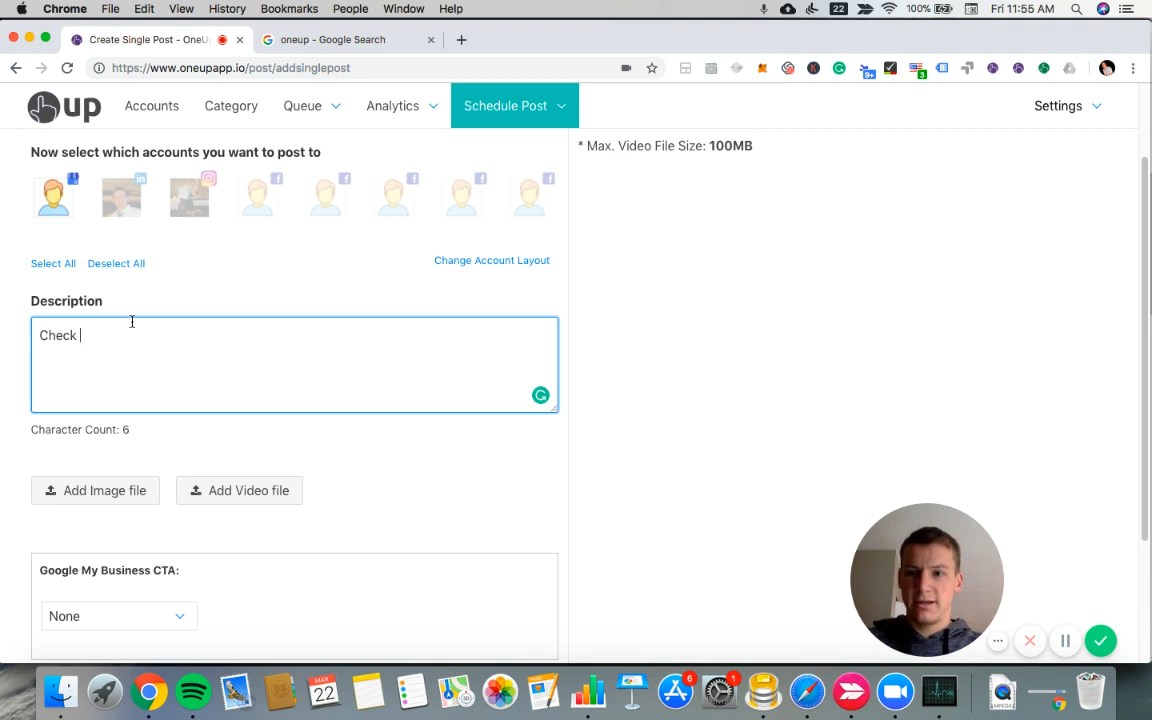 Chrome File Edit View History Bookmarks People Window Help 22 100% Fri 11:55 AM
Create Single Post - OneU oneup - Google Search
https://www.oneupapp.io/post/addsinglepost
up Accounts Category Queue Analytics Schedule Post Settings
Now select which accounts you want to post to
* Max. Video File Size: 100MB
Select All Deselect All Change Account Layout
Description
Check
Character Count: 6
Add Image file Add Video file
Google My Business CTA:
None